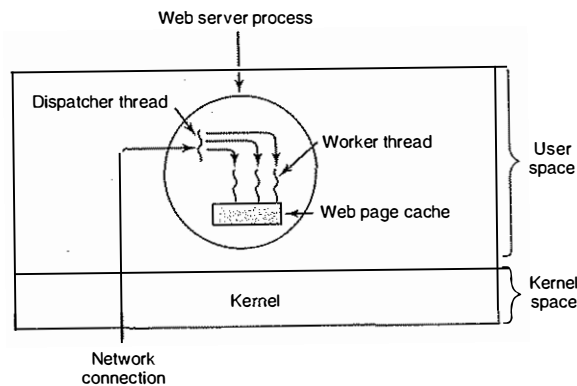 Web server process
Dispatcher thread
Worker thread
User
space
Web page cache
Kernel
Kernel
space
Network
connection